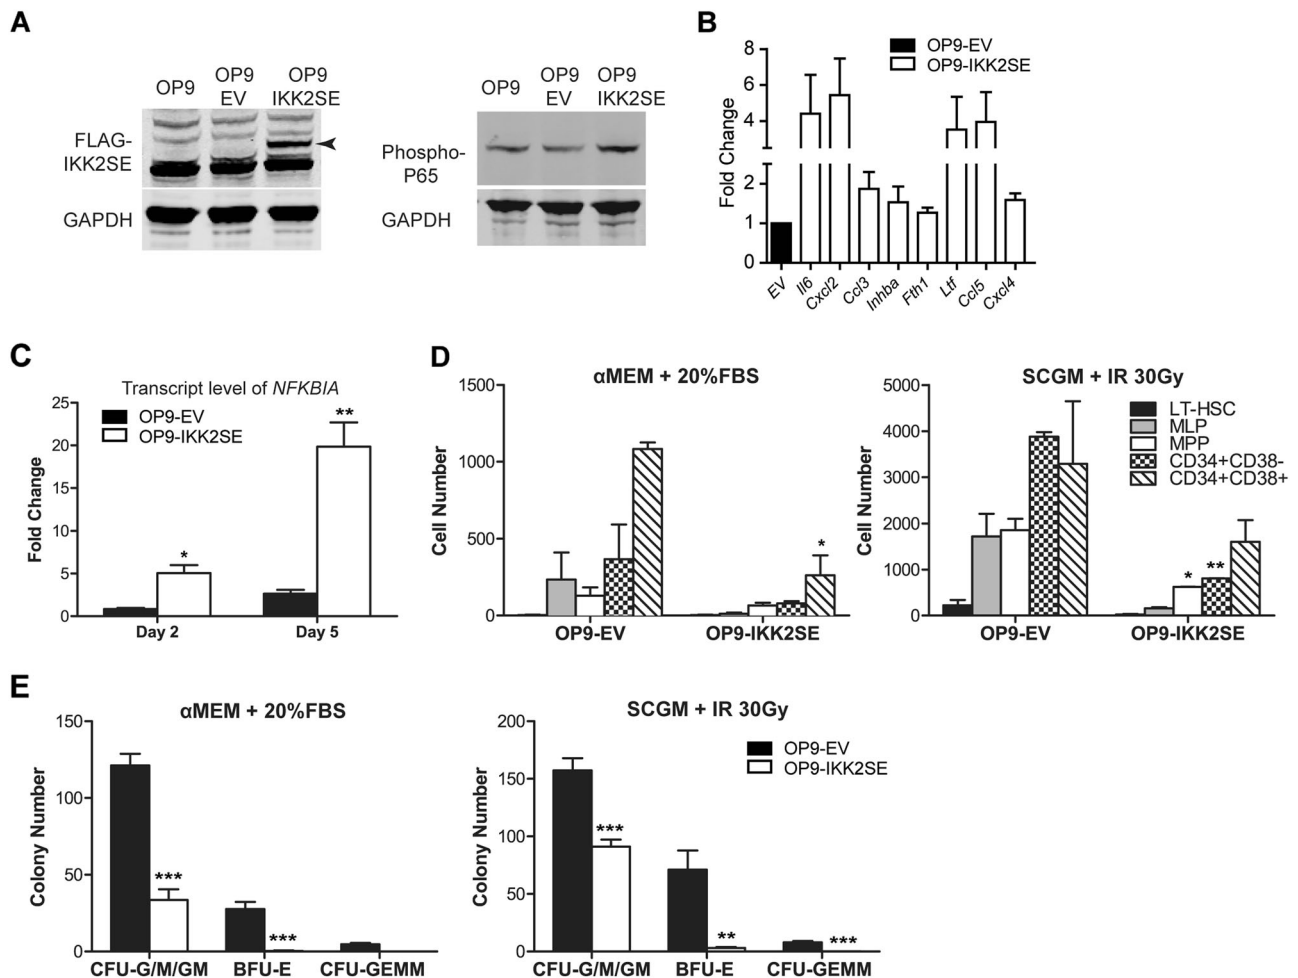 A
OP9
OP9
EV
OP9
IKK2SE
FLAG-
IKK2SE
GAPDH
OP9
OP9
EV
OP9
IKK2SE
Phospho-
P65
GAPDH
B
OP9-EV
OP9-IKK2SE
Fold Change
8
6
4
2
1
0
EV
Il6
Cxcl2
Ccl3
Inhba
Fth1
Ltf
Ccl5
Cxcl4
C
Transcript level of NFKBIA
OP9-EV
OP9-IKK2SE
Fold Change
25
20
15
10
5
0
*
**
Day 2
Day 5
D
αMEM + 20%FBS
Cell Number
1500
1000
500
0
*
OP9-EV
OP9-IKK2SE
SCGM + IR 30Gy
Cell Number
5000
4000
3000
2000
1000
0
LT-HSC
MLP
MPP
CD34+CD38-
CD34+CD38+
*
**
OP9-EV
OP9-IKK2SE
E
αMEM + 20%FBS
Colony Number
150
100
50
0
***
***
CFU-G/M/GM
BFU-E
CFU-GEMM
SCGM + IR 30Gy
Colony Number
200
150
100
50
0
OP9-EV
OP9-IKK2SE
***
**
***
CFU-G/M/GM
BFU-E
CFU-GEMM